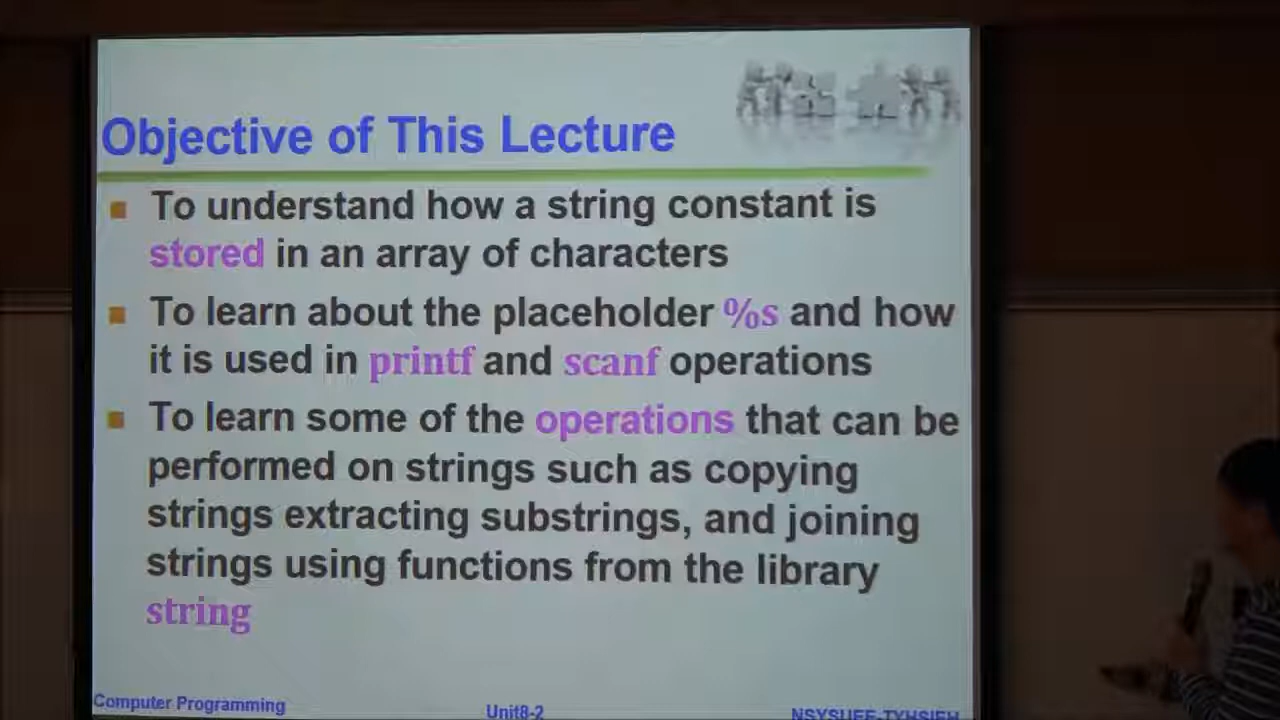 Objective of This Lecture
To understand how a string constant is
stored in an array of characters
To learn about the placeholder %s and how
it is used in printf and scanf operations
To learn some of the operations that can be
performed on strings such as copying
strings extracting substrings, and joining
strings using functions from the library
string
Computer Programming
Unit8-2
NSYSUEE-TYHSIEH